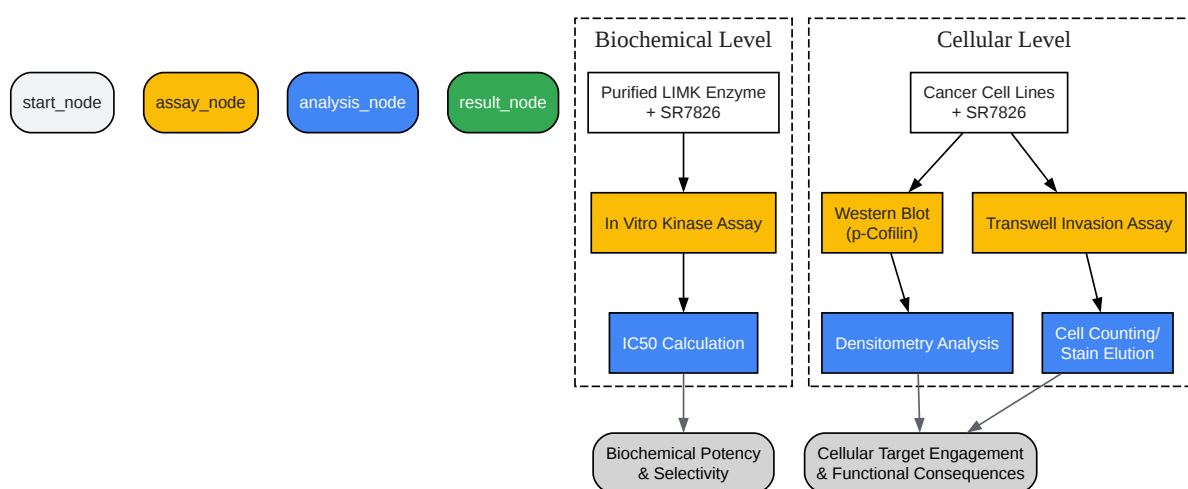 Biochemical Level
Cellular Level
start_node
assay_node
analysis_node
result_node
Purified LIMK Enzyme
+ SR7826
Cancer Cell Lines
+ SR7826
In Vitro Kinase Assay
Western Blot
(p-Cofilin)
Transwell Invasion Assay
IC50 Calculation
Densitometry Analysis
Cell Counting/
Stain Elution
Biochemical Potency
& Selectivity
Cellular Target Engagement
& Functional Consequences